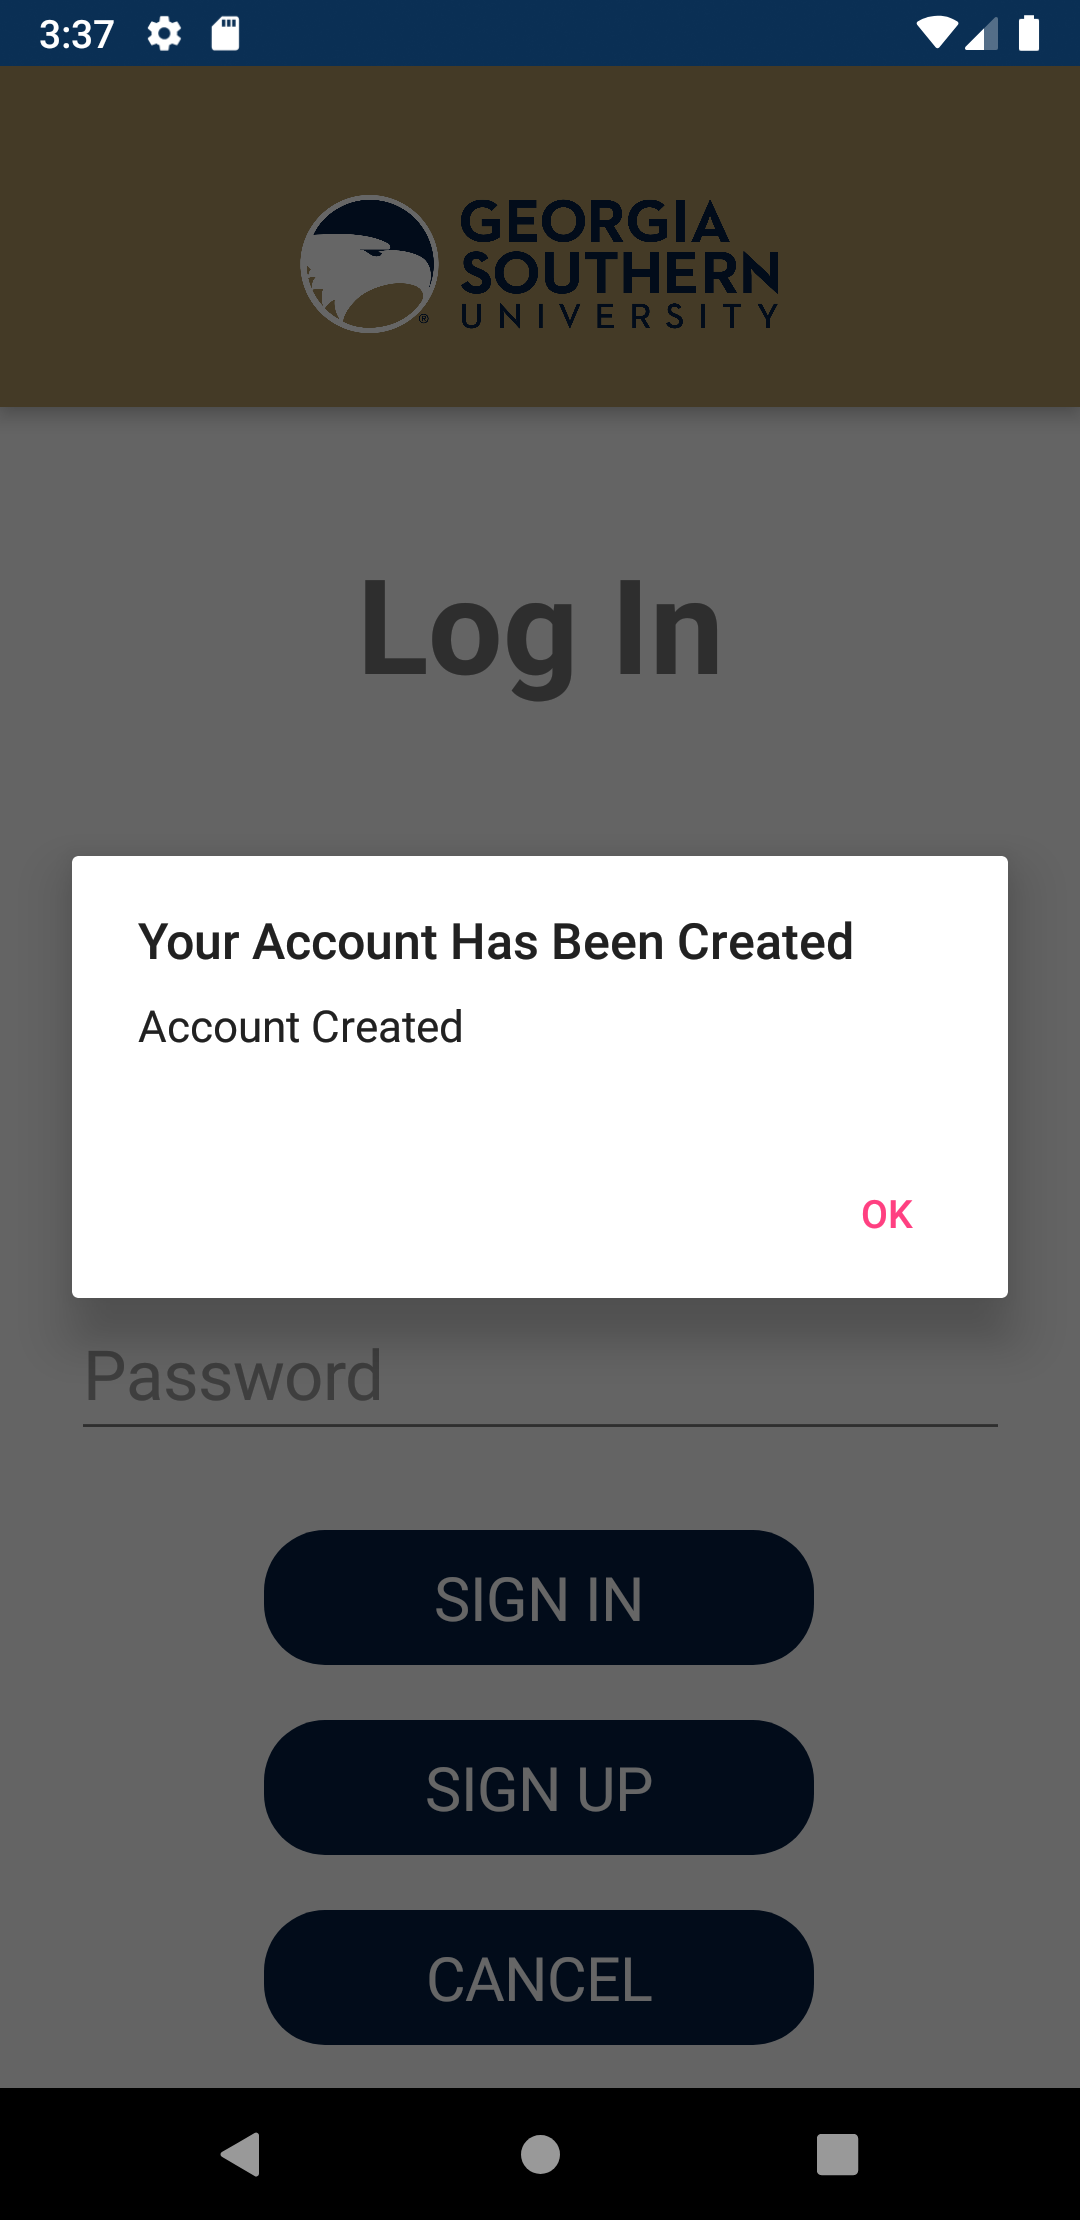 3:37
GEORGIA
SOUTHERN
UNIVERSITY
®
Log In
Your Account Has Been Created
Account Created
OK
Password
SIGN IN
SIGN UP
CANCEL